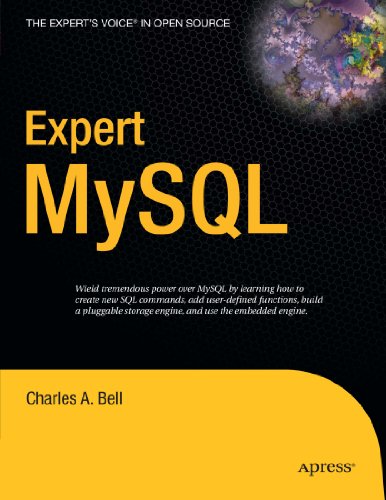 THE EXPERT'S VOICE® IN OPEN SOURCE
Expert
MySQL
Wield tremendous power over MySQL by learning how to
create new SQL commands, add user-defined functions, build
a pluggable storage engine, and use the embedded engine.
Charles A. Bell
Apress®